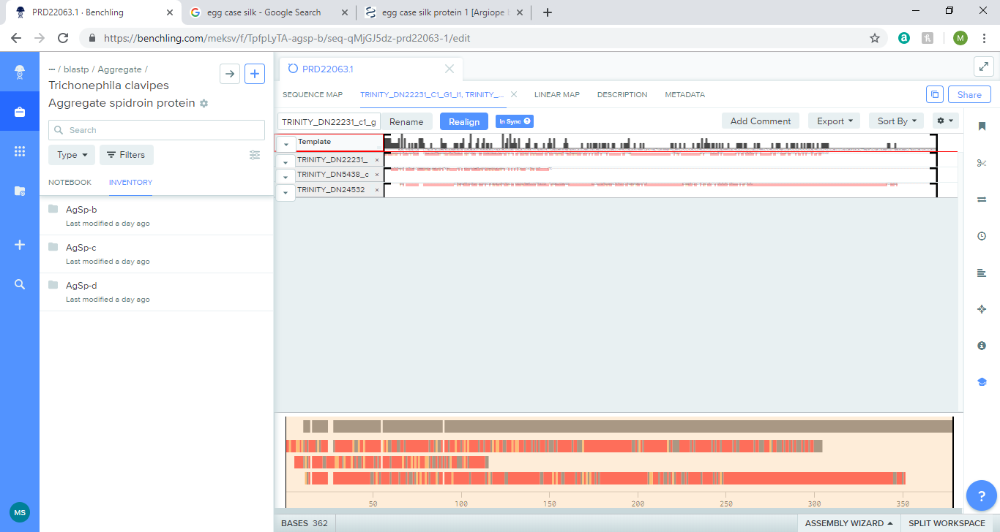 PRD22063.1 · Benchling
egg case silk - Google Search
egg case silk protein 1 [Argiope
https://benchling.com/meksv/f/TpfpLyTA-agsp-b/seq-qMjGJ5dz-prd22063-1/edit
a
h
M
··· / blastp / Aggregate /
Trichonephila clavipes
Aggregate spidroin protein
Search
Type
Filters
NOTEBOOK
INVENTORY
AgSp-b
Last modified a day ago
AgSp-c
Last modified a day ago
AgSp-d
Last modified a day ago
MS
PRD22063.1
SEQUENCE MAP
TRINITY_DN22231_C1_G1_I1, TRINITY_...
LINEAR MAP
DESCRIPTION
METADATA
Share
TRINITY_DN22231_c1_g
Rename
Realign
In Sync ?
Add Comment
Export
Sort By
Template
TRINITY_DN22231_
TRINITY_DN5438_c
TRINITY_DN24532
50 100 150 200 250 300 350
?
BASES 362
ASSEMBLY WIZARD
SPLIT WORKSPACE